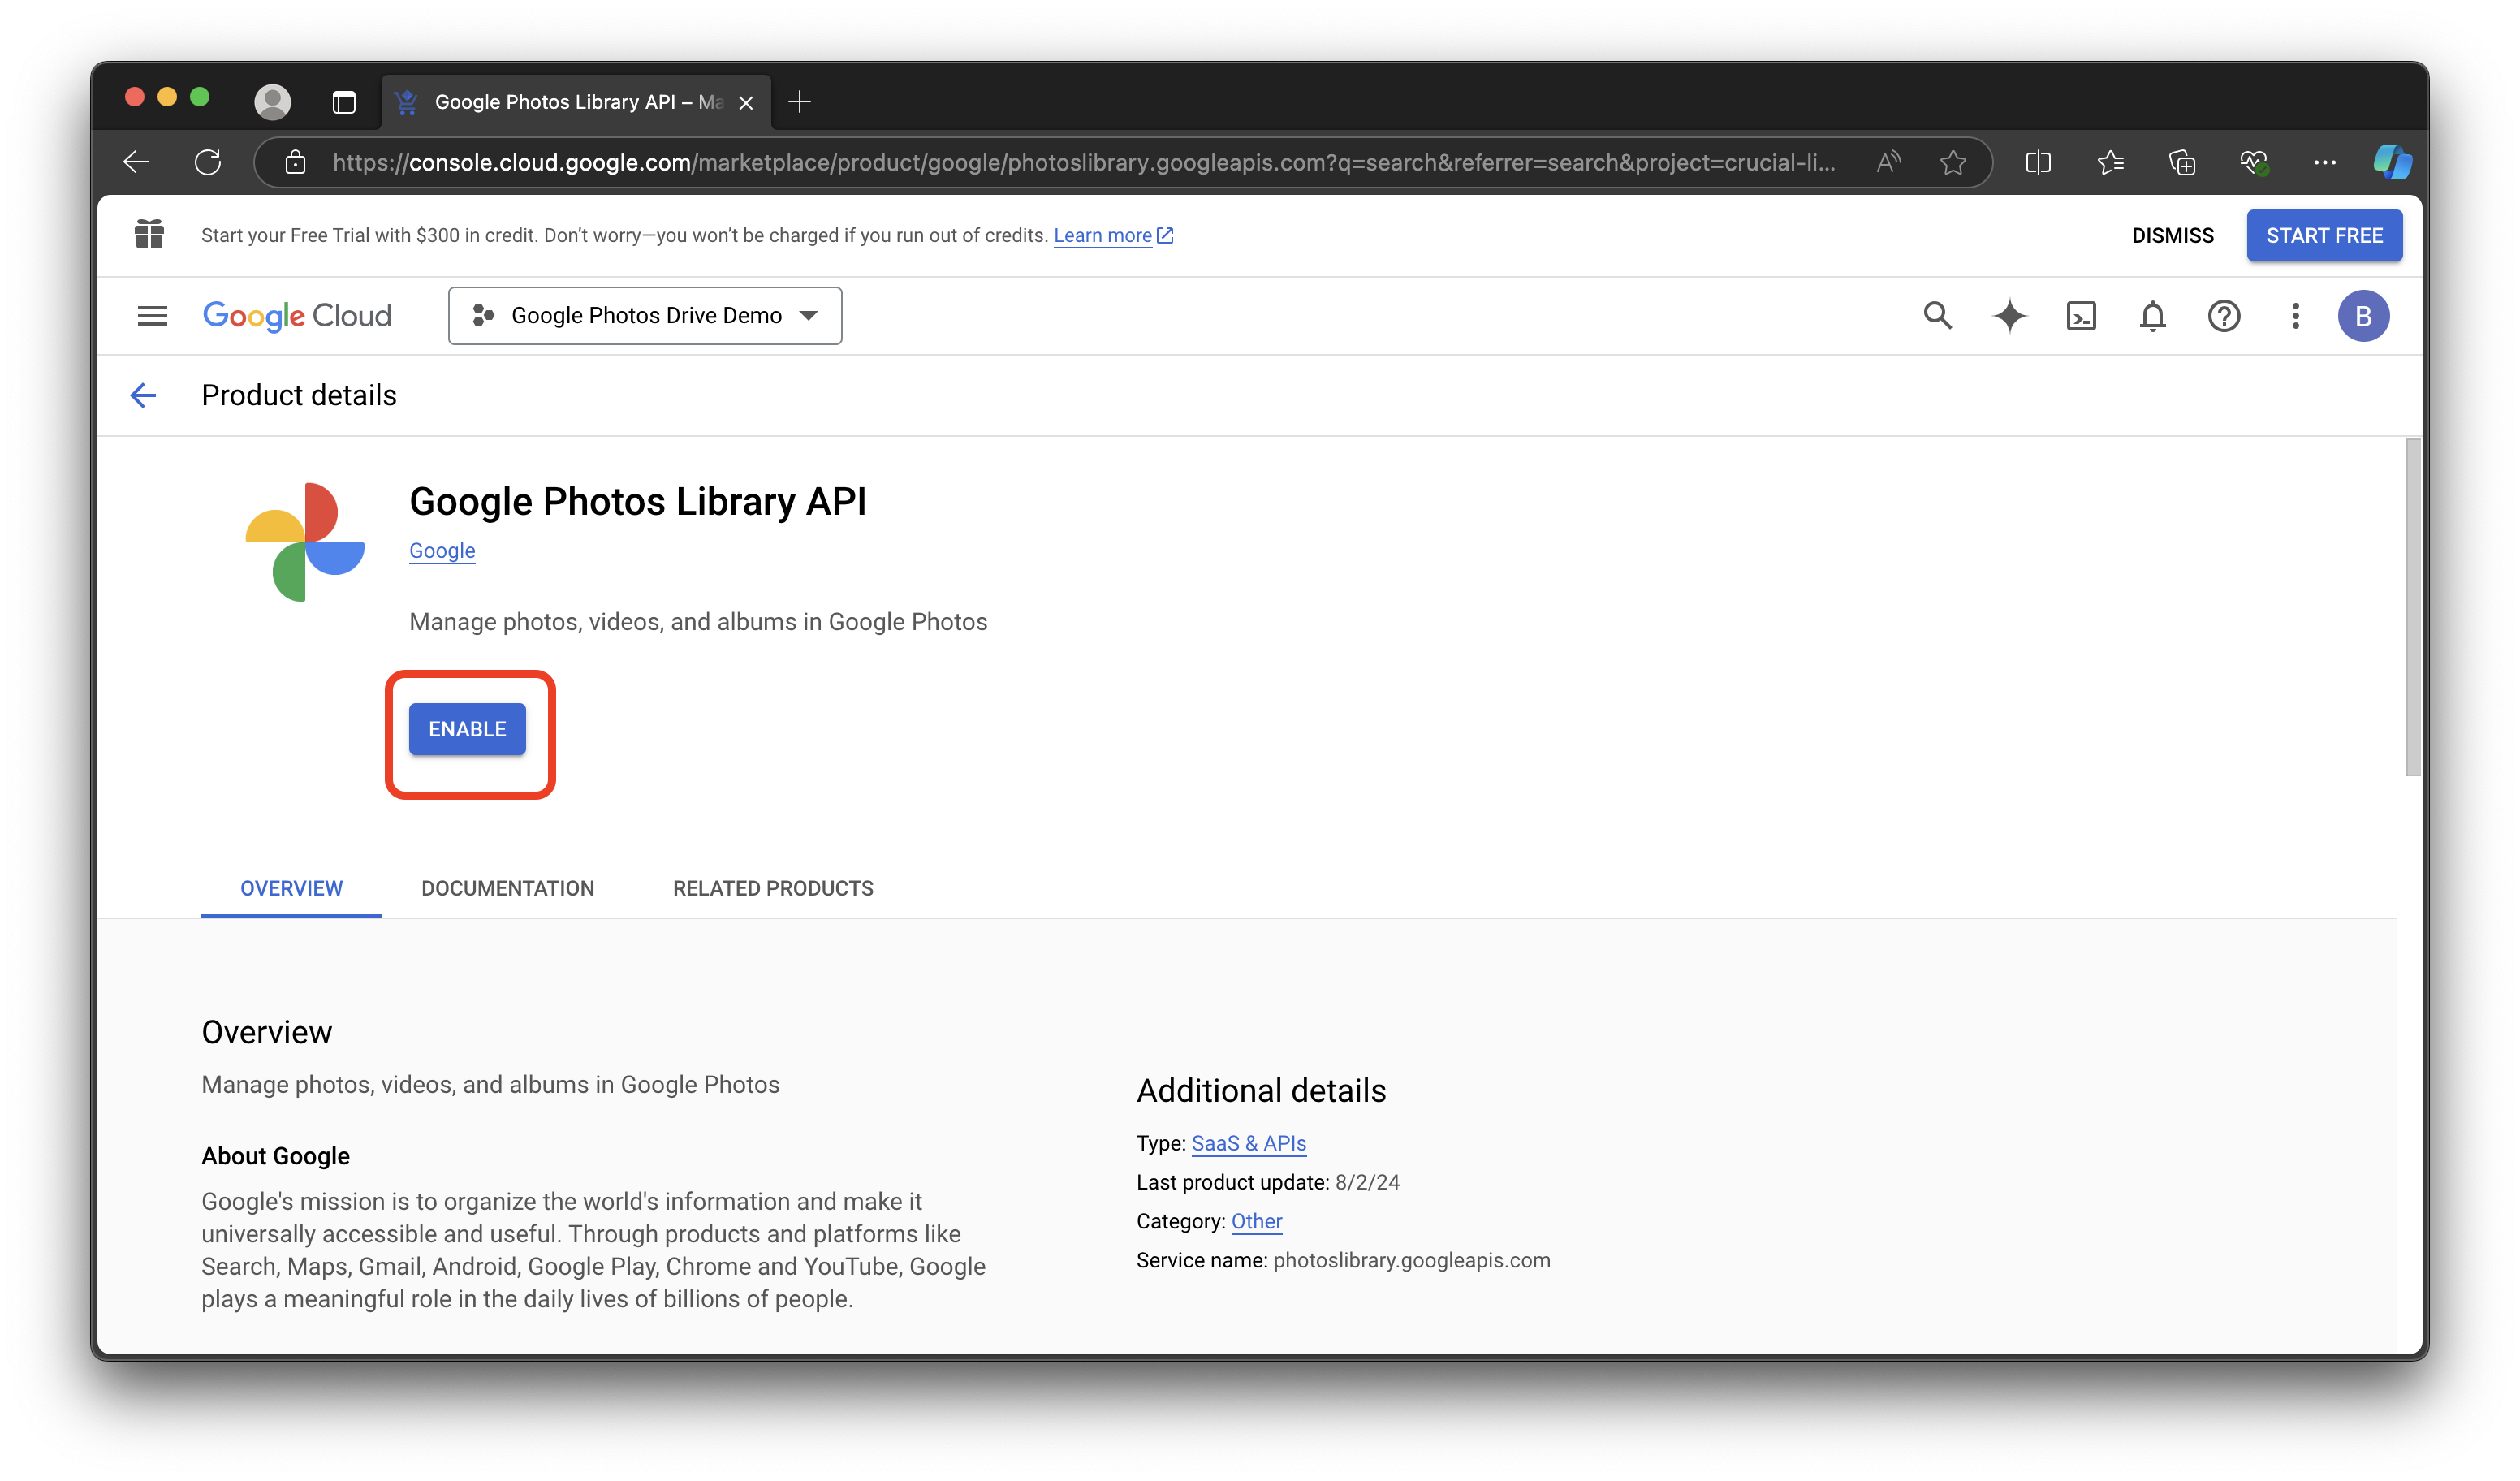 Google Photos Library API – Ma
https://console.cloud.google.com/marketplace/product/google/photoslibrary.googleapis.com?q=search&referrer=search&project=crucial-li...
Start your Free Trial with $300 in credit. Don’t worry—you won’t be charged if you run out of credits. Learn more
DISMISS
START FREE
Google Cloud
Google Photos Drive Demo
B
Product details
Google Photos Library API
Google
Manage photos, videos, and albums in Google Photos
ENABLE
OVERVIEW
DOCUMENTATION
RELATED PRODUCTS
Overview
Manage photos, videos, and albums in Google Photos
About Google
Google's mission is to organize the world's information and make it
universally accessible and useful. Through products and platforms like
Search, Maps, Gmail, Android, Google Play, Chrome and YouTube, Google
plays a meaningful role in the daily lives of billions of people.
Additional details
Type: SaaS & APIs
Last product update: 8/2/24
Category: Other
Service name: photoslibrary.googleapis.com